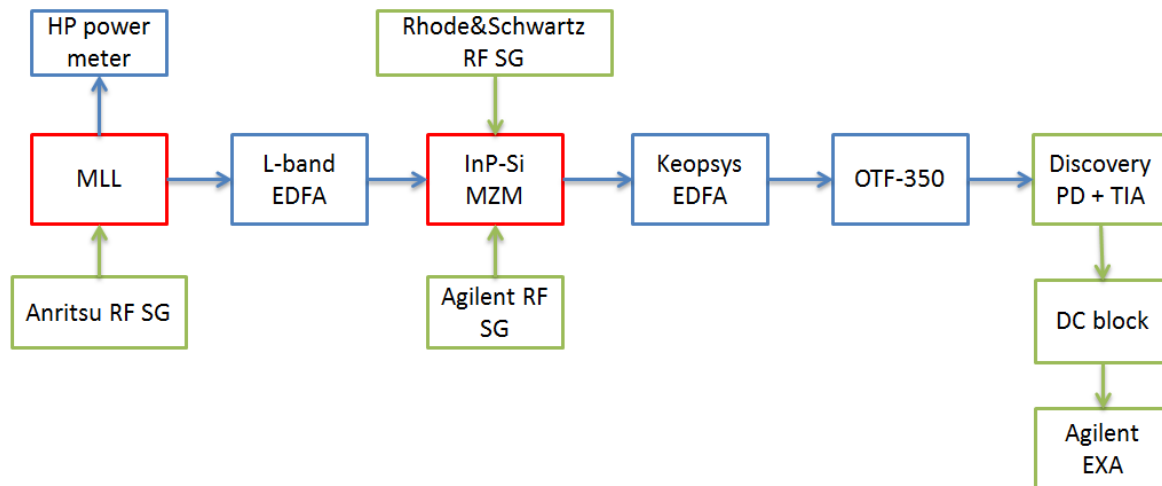 HP power
meter
Rhode&Schwartz
RF SG
MLL
L-band
EDFA
InP-Si
MZM
Keopsys
EDFA
OTF-350
Discovery
PD + TIA
Anritsu RF SG
Agilent RF
SG
DC block
Agilent
EXA